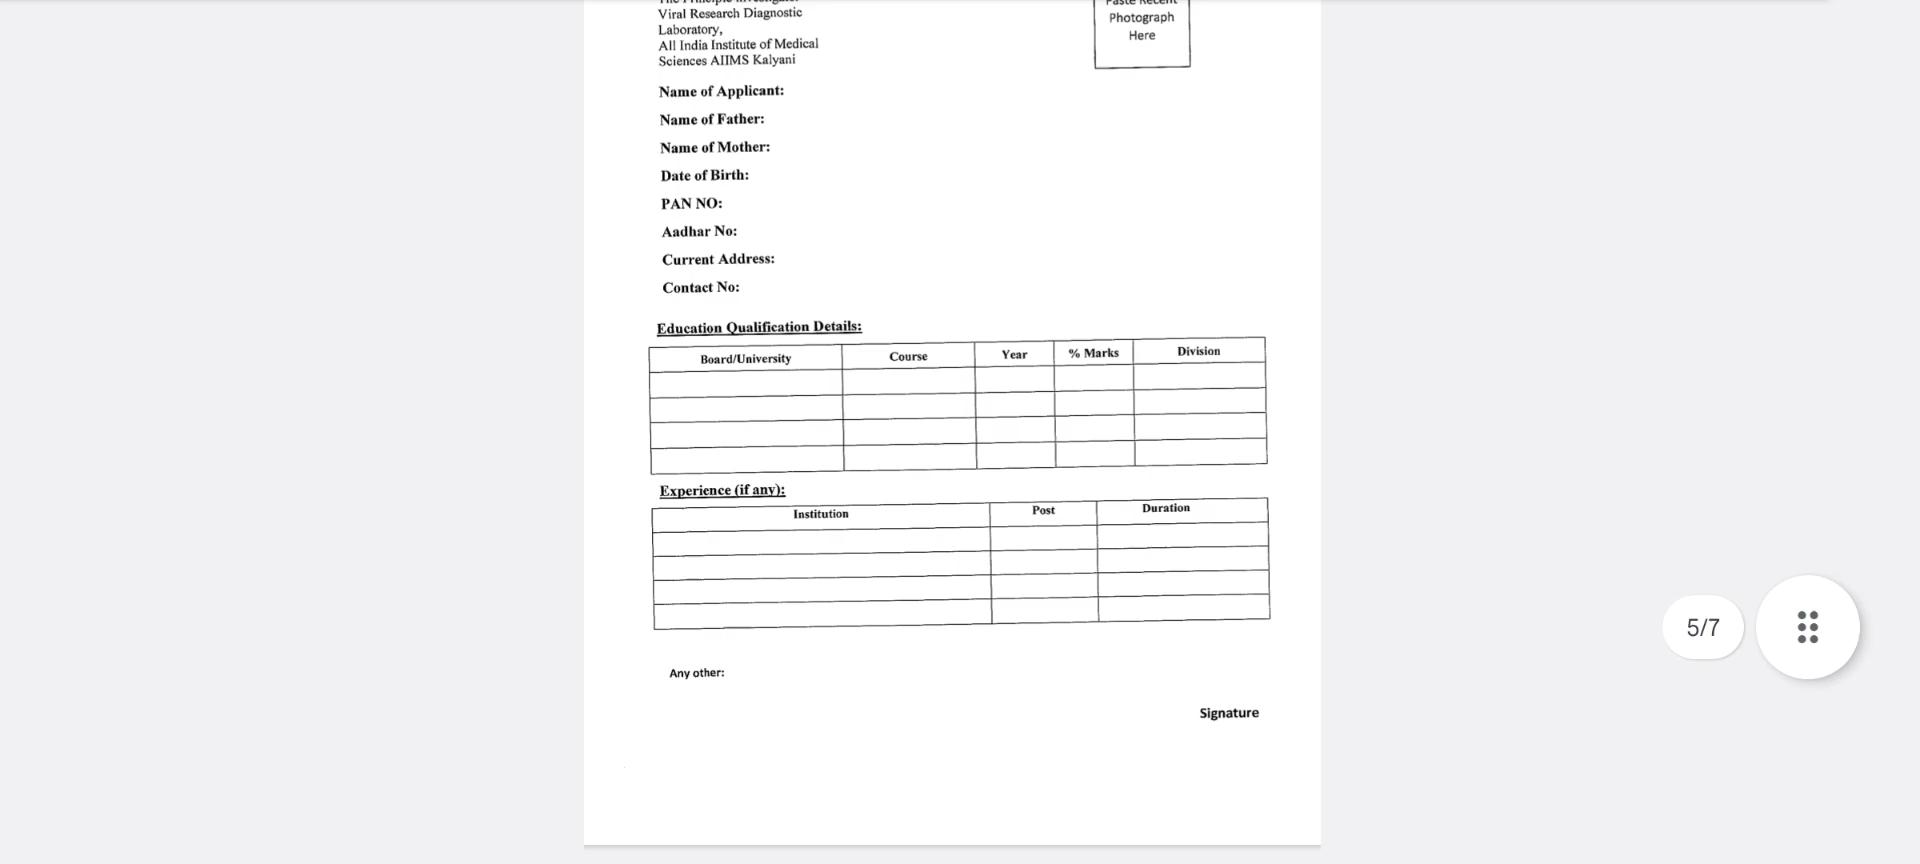 Viral Research Diagnostic
Laboratory,
All India Institute of Medical
Sciences AIIMS Kalyani
Paste Recent
Photograph
Here
Name of Applicant:
Name of Father:
Name of Mother:
Date of Birth:
PAN NO:
Aadhar No:
Current Address:
Contact No:
Education Qualification Details:
Board/University Course Year % Marks Division
Experience (if any):
Institution Post Duration
Any other:
Signature
5/7